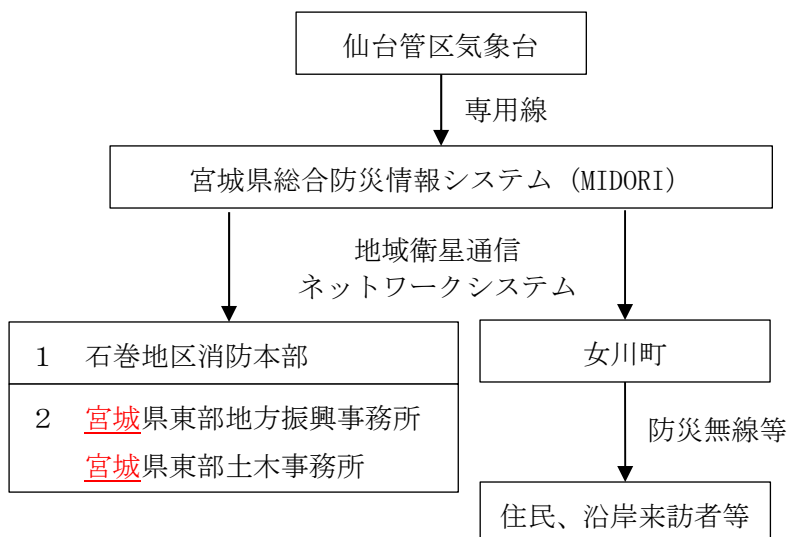 仙台管区気象台
専用線
宮城県総合防災情報システム（MIDORI）
地域衛星通信
ネットワークシステム
１　石巻地区消防本部
２　宮城県東部地方振興事務所
宮城県東部土木事務所
女川町
防災無線等
住民、沿岸来訪者等